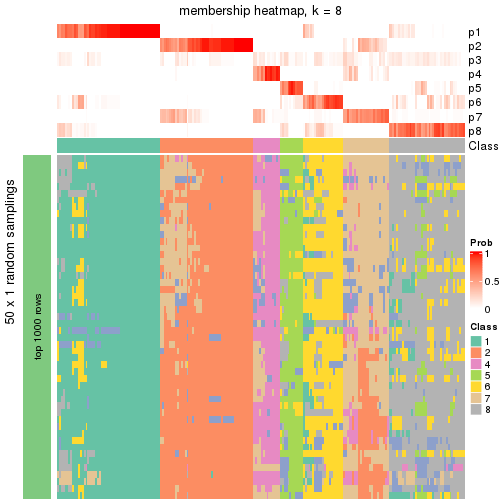 membership heatmap, k = 8
p1
p2
p3
p4
p5
p6
p7
p8
Class
50 x 1 random samplings
top 1000 rows
Prob
1
0.5
0
Class
1
2
4
5
6
7
8